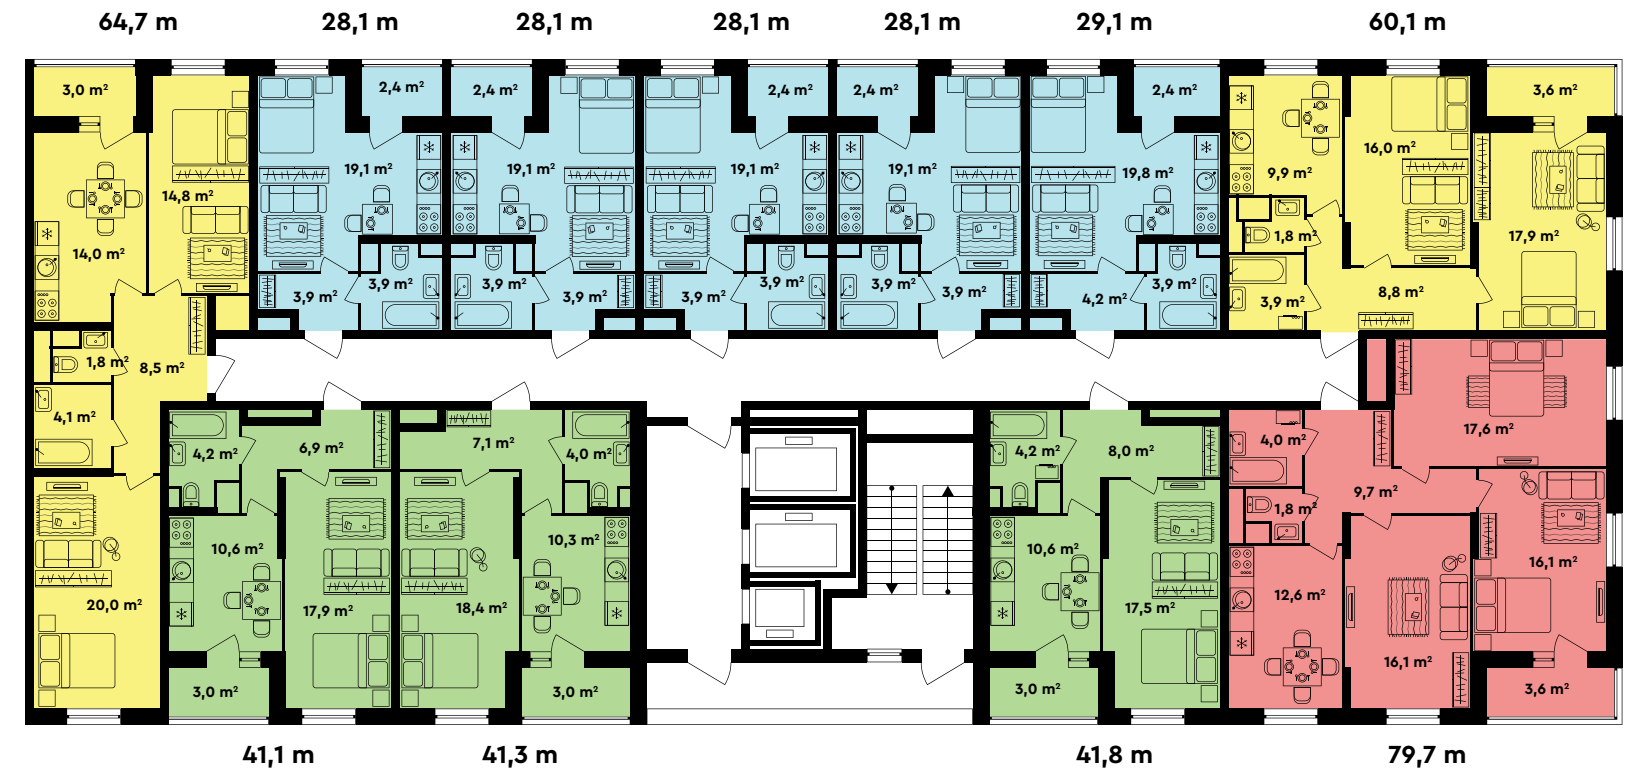 64,7 m 28,1 m 28,1 m 28,1 m 28,1 m 29,1 m 60,1 m
3,0 m² 2,4 m² 2,4 m² 2,4 m² 2,4 m² 2,4 m² 3,6 m²
14,8 m² 19,1 m² 19,1 m² 19,1 m² 19,1 m² 19,8 m² 9,9 m² 16,0 m²
14,0 m² 1,8 m² 17,9 m²
3,9 m² 3,9 m² 3,9 m² 3,9 m² 3,9 m² 3,9 m² 3,9 m² 3,9 m² 4,2 m² 3,9 m² 3,9 m² 8,8 m²
1,8 m² 8,5 m²
4,1 m² 4,2 m² 6,9 m² 7,1 m² 4,0 m² 4,2 m² 8,0 m² 4,0 m² 17,6 m²
9,7 m²
1,8 m²
10,6 m² 10,3 m² 10,6 m² 16,1 m²
20,0 m² 17,9 m² 18,4 m² 17,5 m² 12,6 m²
16,1 m²
3,0 m² 3,0 m² 3,0 m² 3,6 m²
41,1 m 41,3 m 41,8 m 79,7 m